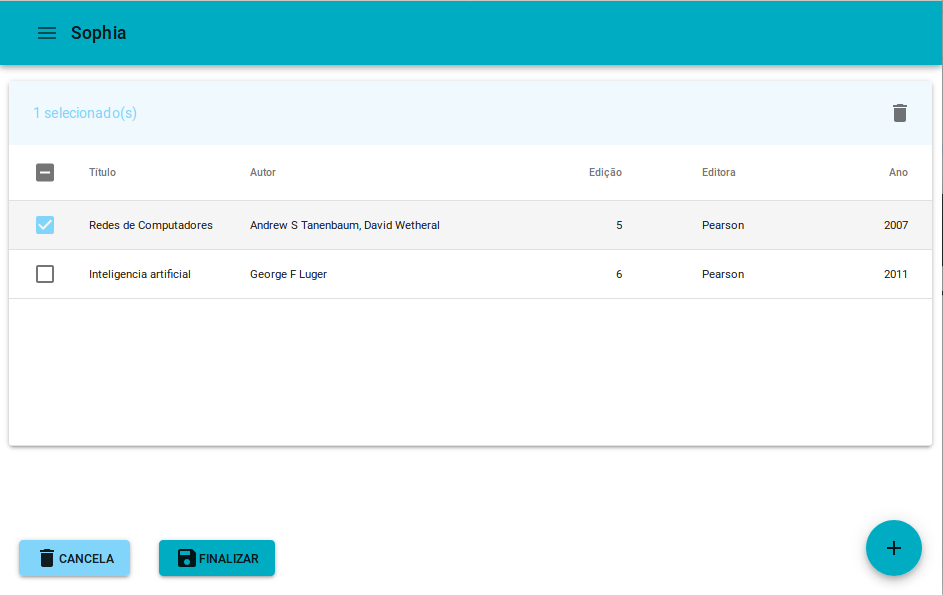 Sophia
1 selecionado(s)
Título Autor Edição Editora Ano
Redes de Computadores Andrew S Tanenbaum, David Wetheral 5 Pearson 2007
Inteligencia artificial George F Luger 6 Pearson 2011
CANCELA FINALIZAR